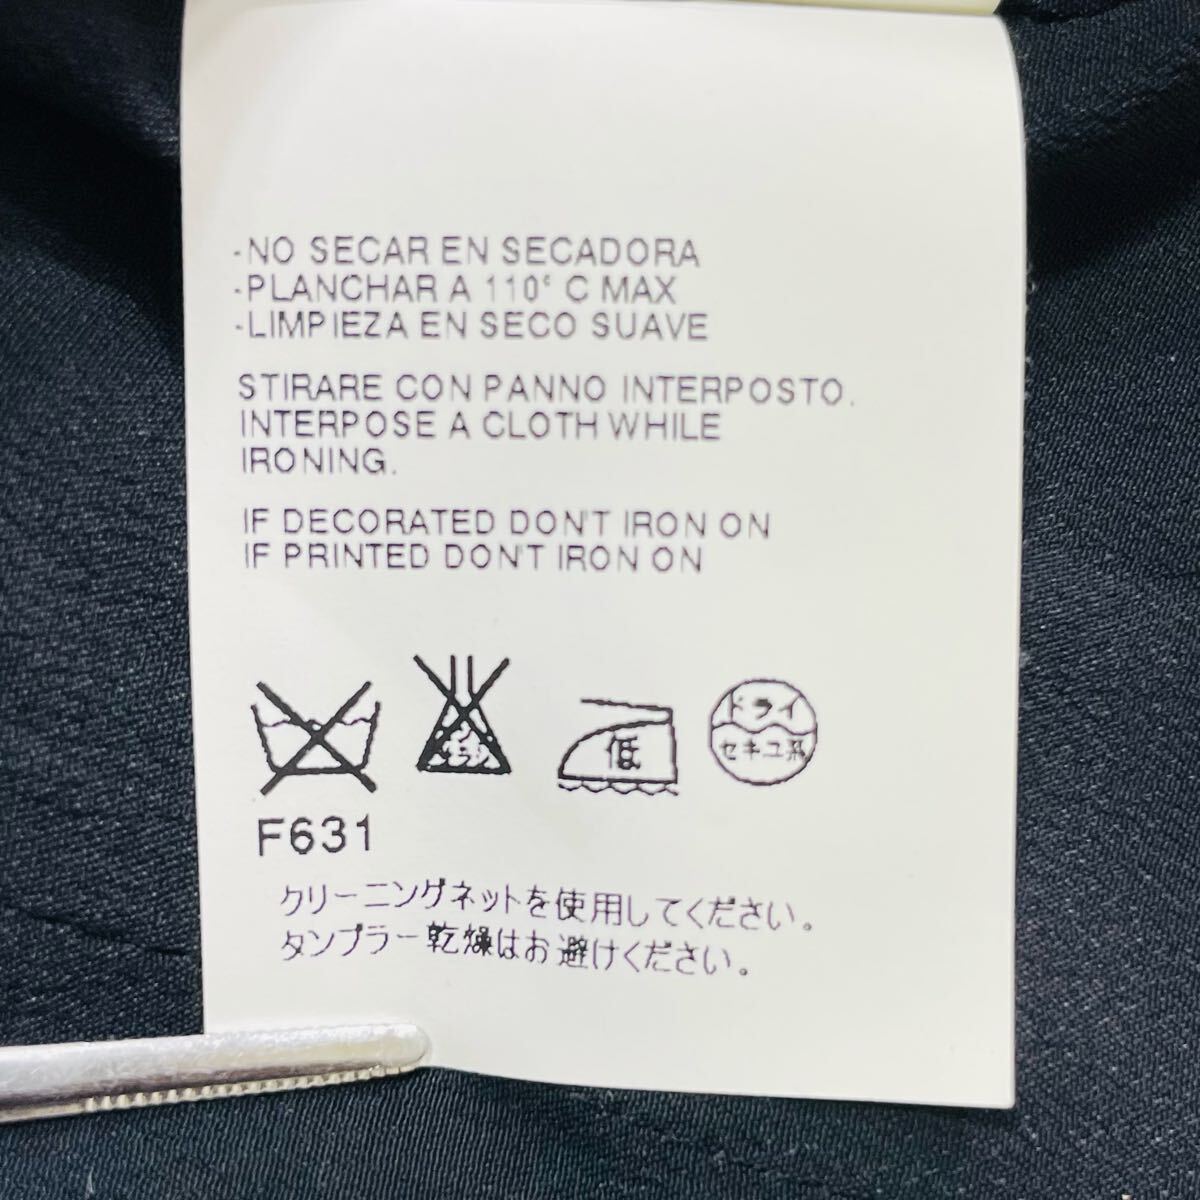 -NO SECAR EN SECADORA
-PLANCHAR A 110° C MAX
-LIMPIEZA EN SECO SUAVE
STIRARE CON PANNO INTERPOSTO.
INTERPOSE A CLOTH WHILE
IRONING.
IF DECORATED DON'T IRON ON
IF PRINTED DON'T IRON ON
低
ドライ
セキユ系
F631
クリーニングネットを使用してください。
タンブラー乾燥はお避けください。